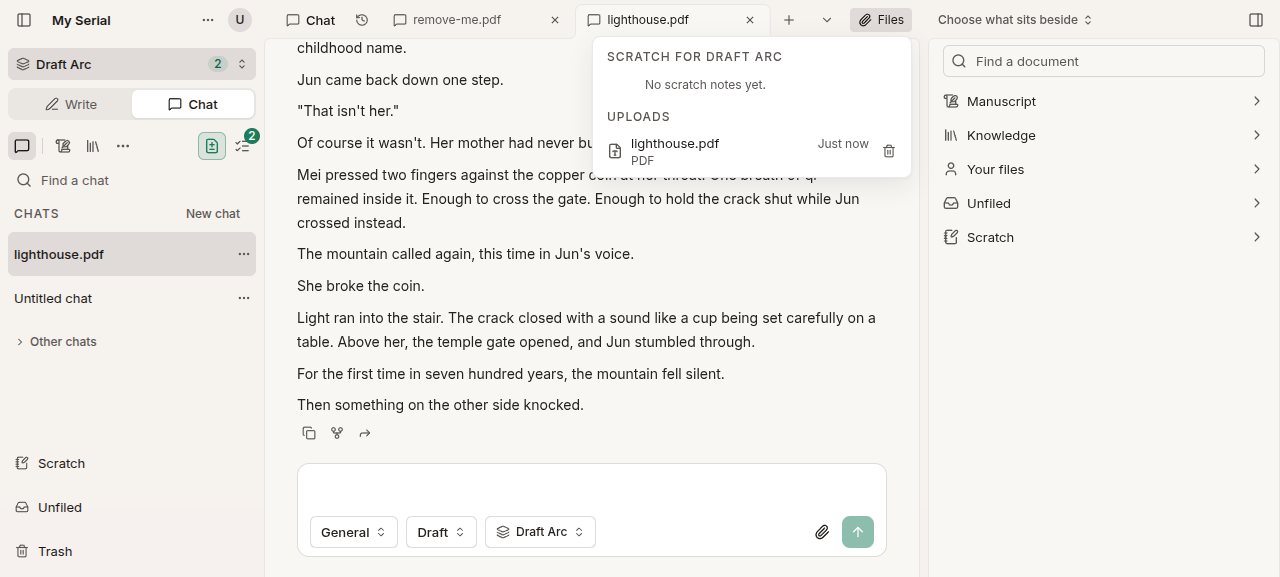 My Serial
U
Draft Arc
2
Write
Chat
2
Find a chat
CHATS
New chat
lighthouse.pdf
Untitled chat
Other chats
Scratch
Unfiled
Trash
Chat
remove-me.pdf
lighthouse.pdf
Files
childhood name.
Jun came back down one step.
"That isn't her."
Of course it wasn't. Her mother had never bu
Mei pressed two fingers against the copper
remained inside it. Enough to cross the gate. Enough to hold the crack shut while Jun
crossed instead.
The mountain called again, this time in Jun's voice.
She broke the coin.
Light ran into the stair. The crack closed with a sound like a cup being set carefully on a
table. Above her, the temple gate opened, and Jun stumbled through.
For the first time in seven hundred years, the mountain fell silent.
Then something on the other side knocked.
General
Draft
Draft Arc
SCRATCH FOR DRAFT ARC
No scratch notes yet.
UPLOADS
lighthouse.pdf
Just now
PDF
Choose what sits beside
Find a document
Manuscript
Knowledge
Your files
Unfiled
Scratch